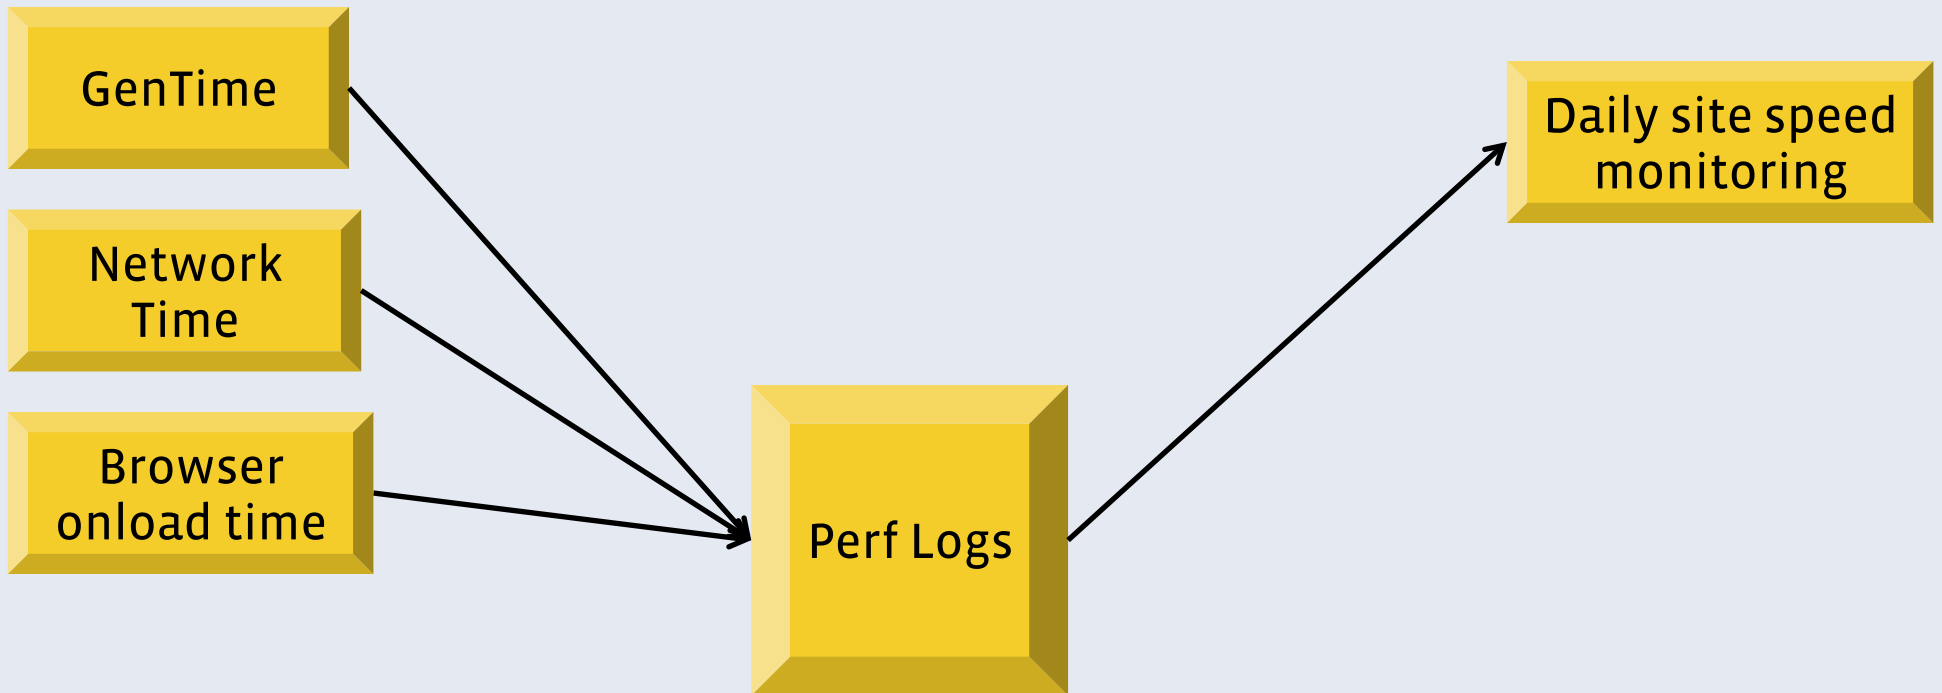 GenTime
Network
Time
Browser
onload time
Perf Logs
Daily site speed
monitoring